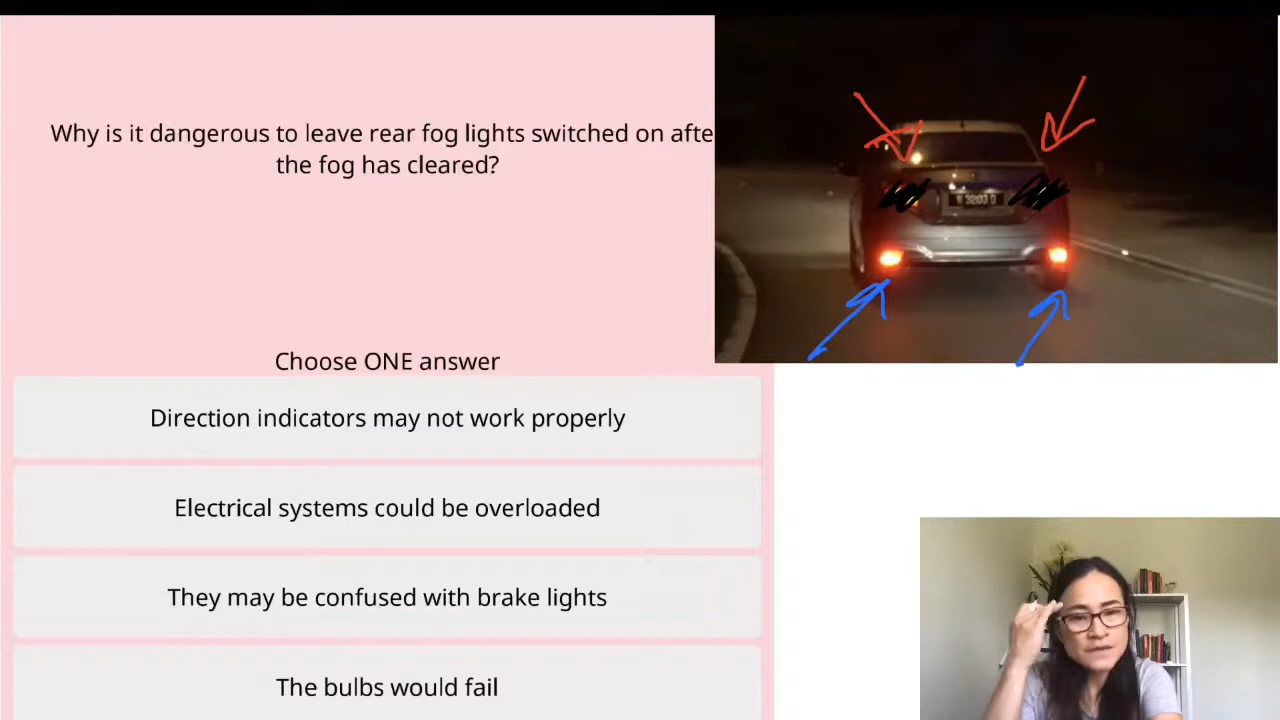 Why is it dangerous to leave rear fog lights switched on afte
the fog has cleared?
Choose ONE answer
Direction indicators may not work properly
Electrical systems could be overloaded
They may be confused with brake lights
The bulbs would fail